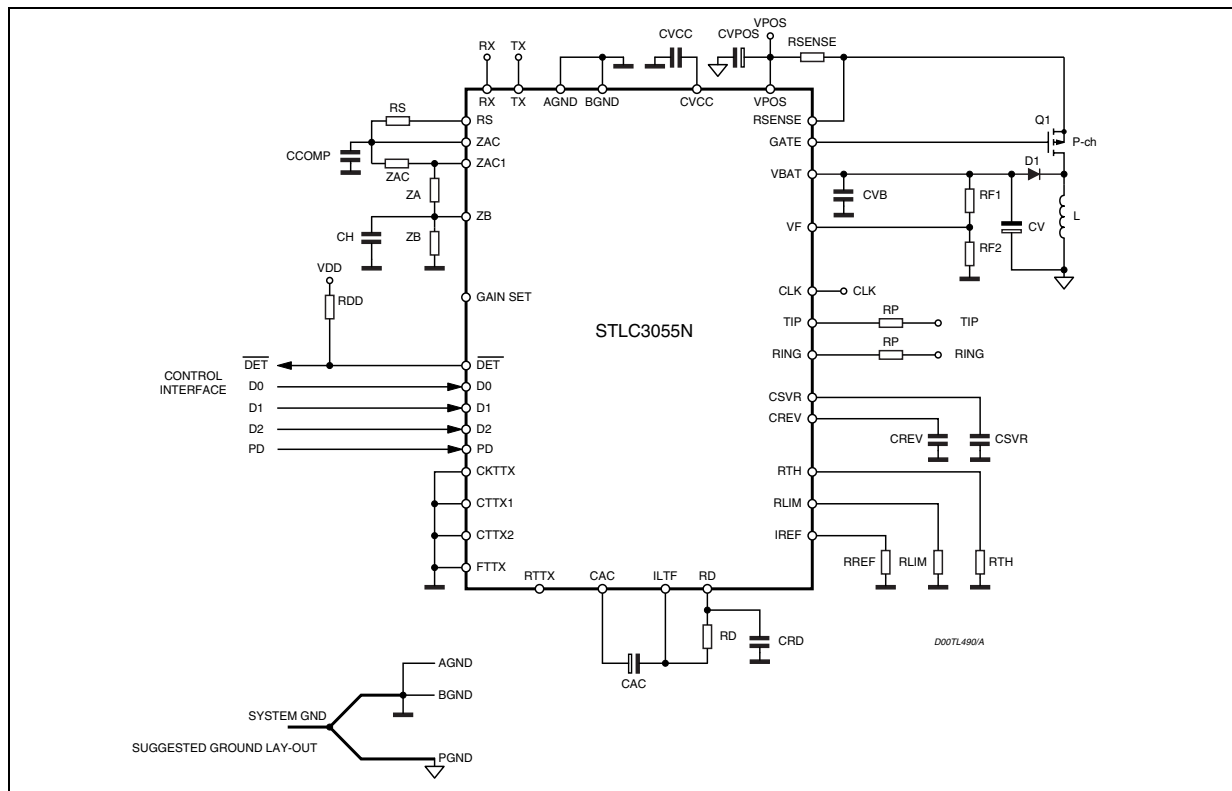 VPOS
RX TX CVCC CVPOS RSENSE
RX TX AGND BGND CVCC VPOS
RS RS RSENSE Q1
ZAC GATE P-ch
CCOMP ZAC ZAC1 D1
VBAT
ZA CVB RF1 L
ZB VF CV
CH ZB RF2
VDD
RDD GAIN SET CLK CLK
STLC3055N TIP RP TIP
RING RP RING
DET DET
CONTROL INTERFACE
D0 D0 CSVR
D1 D1 CREV
D2 D2 CREV CSVR
PD PD
CKTTX RTH
CTTX1 RLIM
CTTX2 IREF
RREF RLIM RTH
FTTX
RTTX CAC ILTF RD
RD CRD
D00TL490/A
CAC
AGND
BGND
SYSTEM GND
SUGGESTED GROUND LAY-OUT
PGND